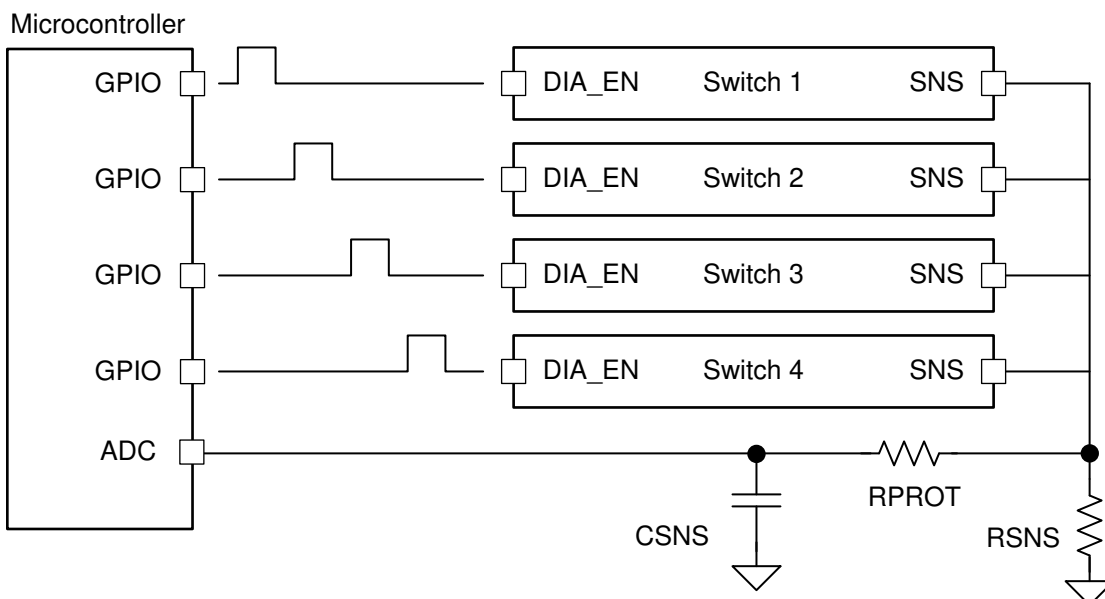 Microcontroller
GPIO DIA_EN Switch 1 SNS
GPIO DIA_EN Switch 2 SNS
GPIO DIA_EN Switch 3 SNS
GPIO DIA_EN Switch 4 SNS
ADC
RPROT
CSNS RSNS